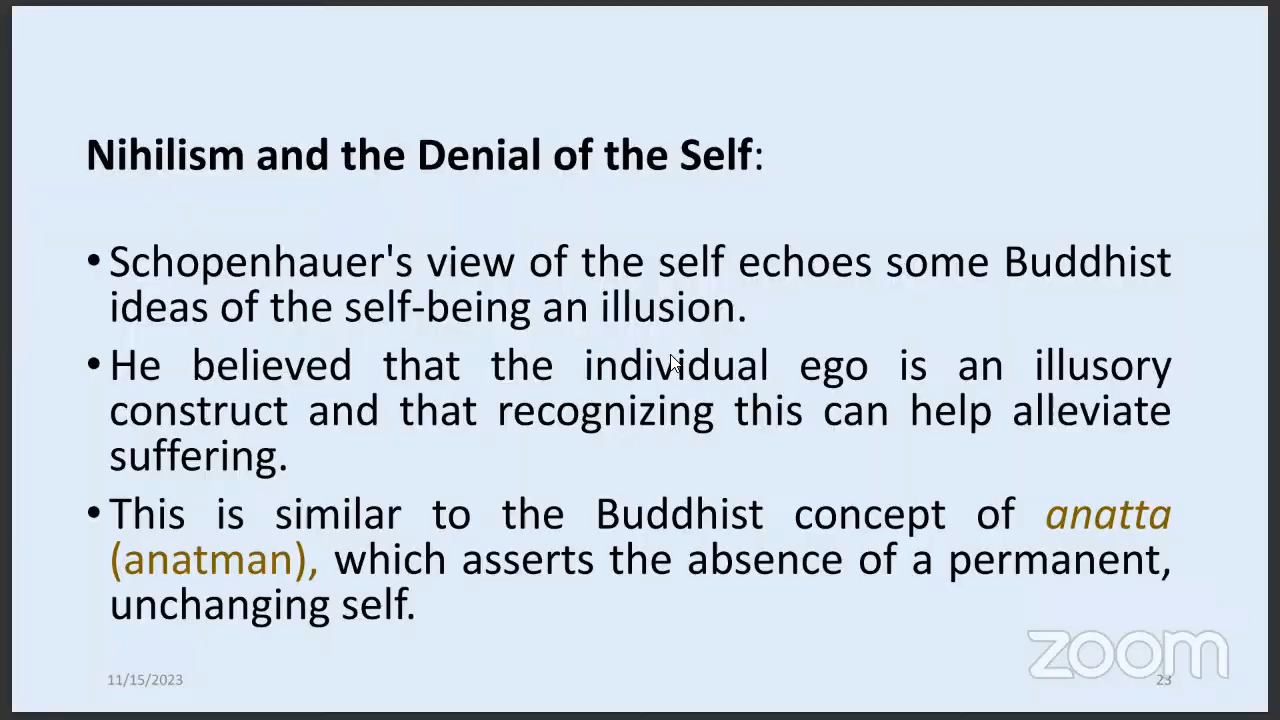 Nihilism and the Denial of the Self:
•Schopenhauer's view of the self echoes some Buddhist
ideas of the self-being an illusion.
•He believed that the individual ego is an illusory
construct and that recognizing this can help alleviate
suffering.
•This is similar to the Buddhist concept of anatta
(anatman), which asserts the absence of a permanent,
unchanging self.
zoom
11/15/2023
23